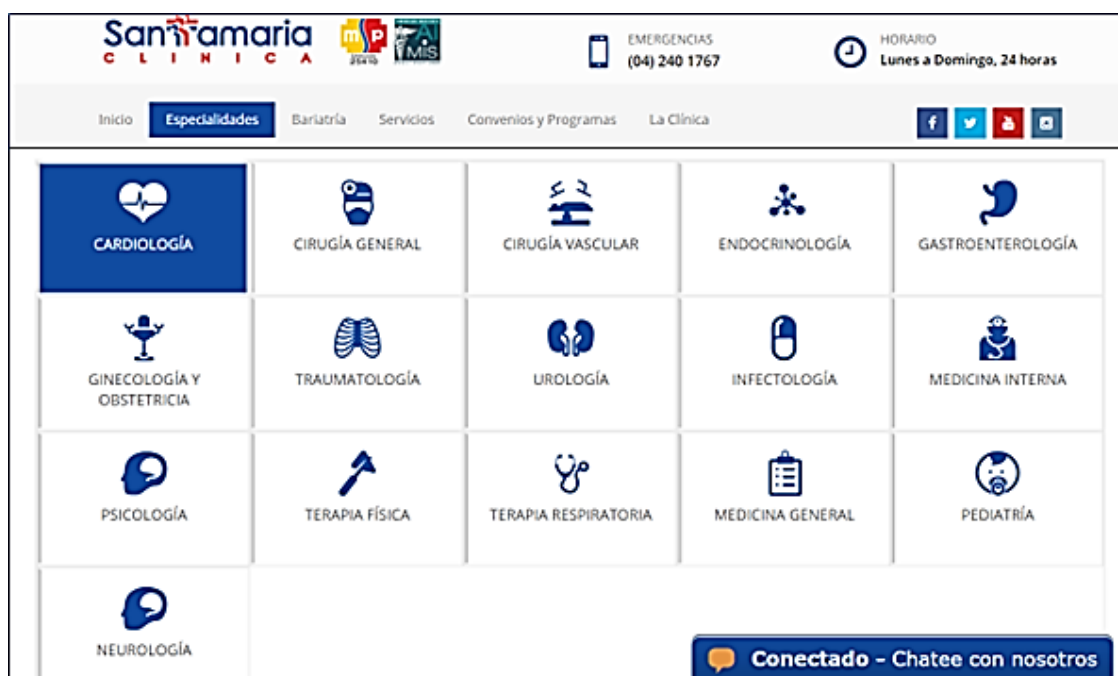 Santamaria
CLINICA
msp
AMIS
EMERGENCIAS
(04) 240 1767
HORARIO
Lunes a Domingo, 24 horas
Inicio Especialidades Bariatría Servicios Convenios y Programas La Clínica
CARDIOLOGÍA CIRUGÍA GENERAL CIRUGÍA VASCULAR ENDOCRINOLOGÍA GASTROENTEROLOGÍA
GINECOLOGÍA Y
OBSTETRICIA
TRAUMATOLOGÍA UROLOGÍA INFECTOLOGÍA MEDICINA INTERNA
PSICOLOGÍA TERAPIA FÍSICA TERAPIA RESPIRATORIA MEDICINA GENERAL PEDIATRÍA
NEUROLOGÍA
Conectado - Chatee con nosotros